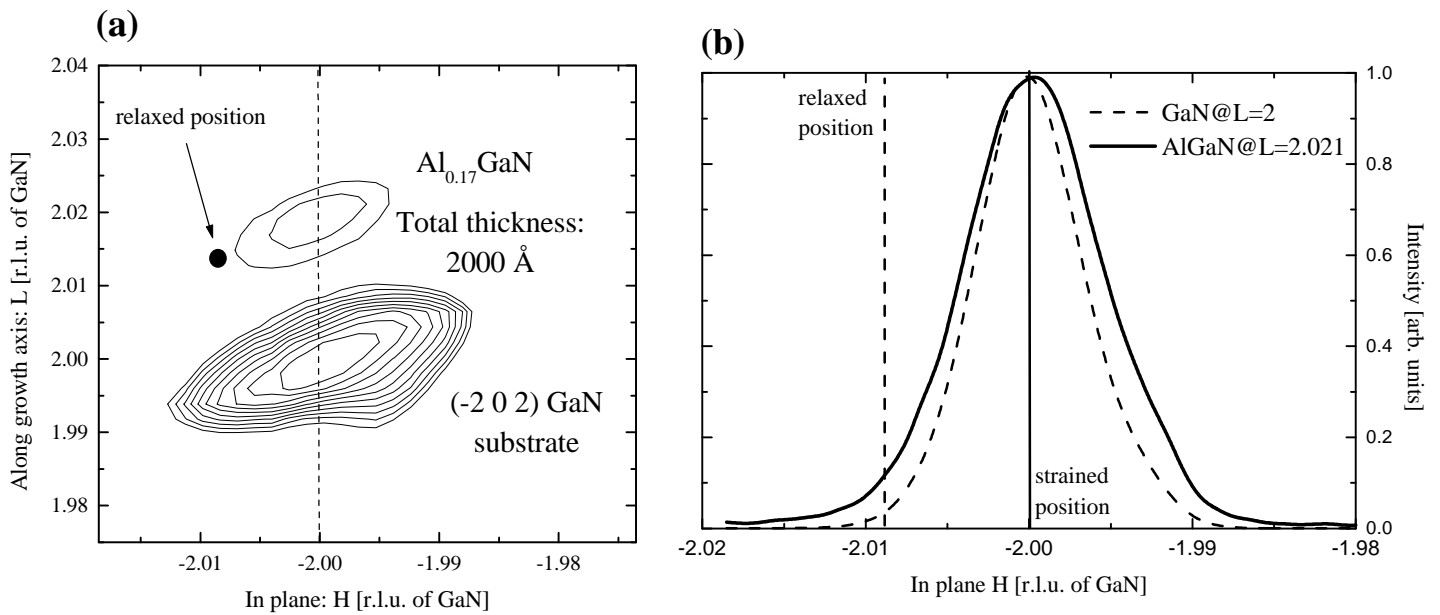 (a)
Along growth axis: L [r.l.u. of GaN]
2.04
2.03
2.02
2.01
2.00
1.99
1.98
relaxed position
Al0.17GaN
Total thickness:
2000 Å
(-2 0 2) GaN
substrate
-2.01
-2.00
-1.99
-1.98
In plane: H [r.l.u. of GaN]
(b)
relaxed
position
GaN@L=2
AlGaN@L=2.021
strained
position
1.0
0.8
0.6
0.4
0.2
0.0
Intensity [arb. units]
-2.02
-2.01
-2.00
-1.99
-1.98
In plane H [r.l.u. of GaN]